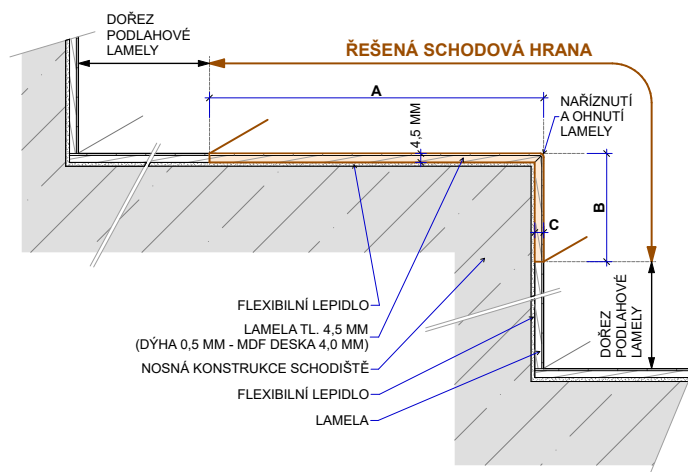 DOŘEZ
PODLAHOVÉ
LAMELY
ŘEŠENÁ SCHODOVÁ HRANA
A
4,5 MM
NAŘÍZNUTÍ
A OHNUTÍ
LAMELY
B
C
FLEXIBILNÍ LEPIDLO
LAMELA TL. 4,5 MM
(DÝHA 0,5 MM - MDF DESKA 4,0 MM)
NOSNÁ KONSTRUKCE SCHODIŠTĚ
FLEXIBILNÍ LEPIDLO
LAMELA
DOŘEZ
PODLAHOVÉ
LAMELY